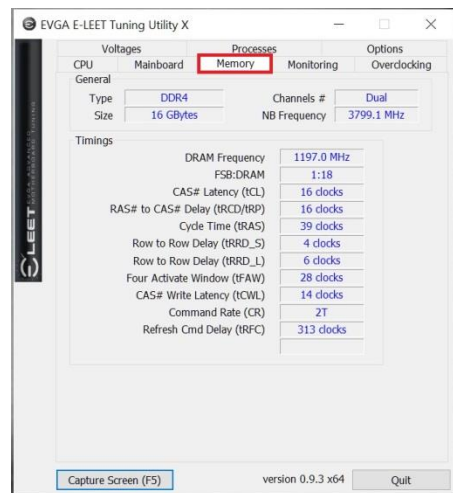 EVGA E-LEET Tuning Utility X
Voltages Processes Options
CPU Mainboard Memory Monitoring Overclocking
General
Type DDR4 Channels # Dual
Size 16 GBytes NB Frequency 3799.1 MHz
Timings
DRAM Frequency 1197.0 MHz
FSB:DRAM 1:18
CAS# Latency (tCL) 16 clocks
RAS# to CAS# Delay (tRCD/tRP) 16 clocks
Cycle Time (tRAS) 39 clocks
Row to Row Delay (tRRD_S) 4 clocks
Row to Row Delay (tRRD_L) 6 clocks
Four Activate Window (tFAW) 28 clocks
CAS# Write Latency (tCWL) 14 clocks
Command Rate (CR) 2T
Refresh Cmd Delay (tRFC) 313 clocks
E-LEET
Capture Screen (F5) version 0.9.3 x64 Quit